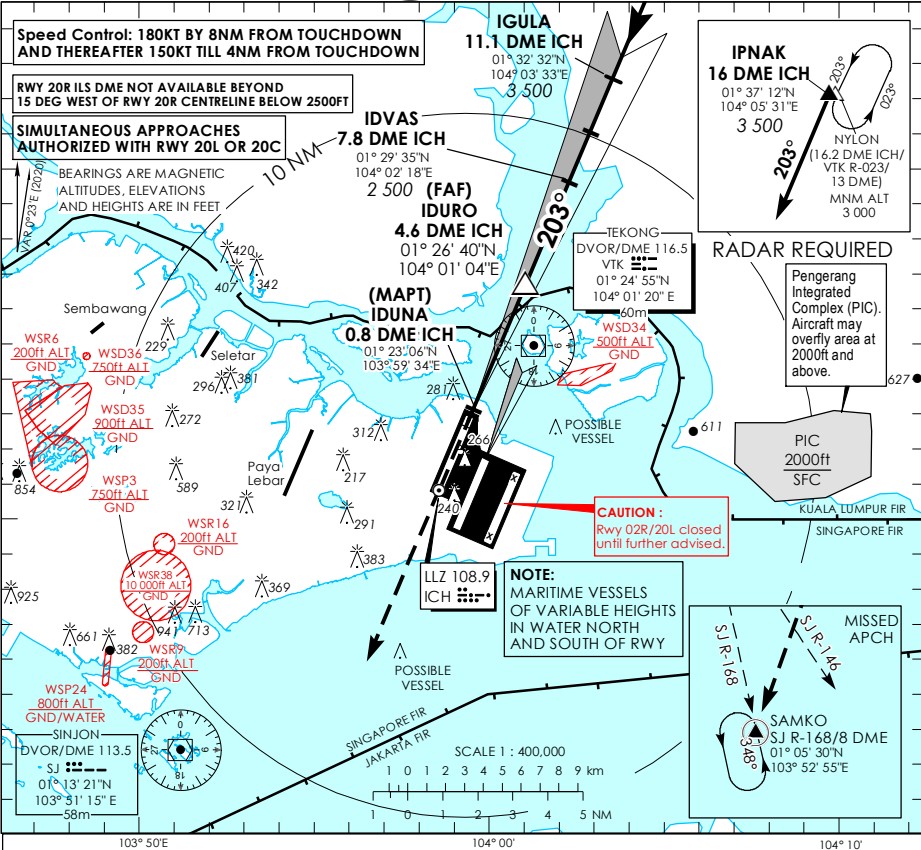 Speed Control: 180KT BY 8NM FROM TOUCHDOWN
AND THEREAFTER 150KT TILL 4NM FROM TOUCHDOWN
RWY 20R ILS DME NOT AVAILABLE BEYOND
15 DEG WEST OF RWY 20R CENTRELINE BELOW 2500FT
SIMULTANEOUS APPROACHES
AUTHORIZED WITH RWY 20L OR 20C
BEARINGS ARE MAGNETIC
ALTITUDES, ELEVATIONS
AND HEIGHTS ARE IN FEET
VAR 0°23'E (2020)
10 NM
IGULA
11.1 DME ICH
01° 32' 32"N
104° 03' 33"E
3 500
IDVAS
7.8 DME ICH
01° 29' 35"N
104° 02' 18"E
2 500
(FAF)
IDURO
4.6 DME ICH
01° 26' 40"N
104° 01' 04"E
(MAPT)
IDUNA
0.8 DME ICH
01° 23' 06"N
103° 59' 34"E
203°
IPNAK
16 DME ICH
01° 37' 12"N
104° 05' 31"E
3 500
203°
023°
203°
NYLON
(16.2 DME ICH/
VTK R-023/
13 DME)
MNM ALT
3 000
RADAR REQUIRED
TEKONG
DVOR/DME 116.5
VTK
01° 24' 55"N
104° 01' 20" E
60m
WSD34
500ft ALT
GND
Pengerang
Integrated
Complex (PIC).
Aircraft may
overfly area at
2000ft and
above.
627
611
PIC
2000ft
SFC
KUALA LUMPUR FIR
SINGAPORE FIR
420
407
342
Sembawang
229
Seletar
296
381
WSR6
200ft ALT
GND
WSD36
750ft ALT
GND
WSD35
900ft ALT
GND
272
281
312
266
POSSIBLE
VESSEL
854
WSP3
750ft ALT
GND
589
Paya
Lebar
217
321
291
240
WSR16
200ft ALT
GND
383
CAUTION :
Rwy 02R/20L closed
until further advised.
WSR38
10 000ft ALT
GND
369
925
LLZ 108.9
ICH
NOTE:
MARITIME VESSELS
OF VARIABLE HEIGHTS
IN WATER NORTH
AND SOUTH OF RWY
661
382
941
713
WSR9
200ft ALT
GND
POSSIBLE
VESSEL
WSP24
800ft ALT
GND/WATER
SINJON
DVOR/DME 113.5
SJ
01° 13' 21"N
103° 51' 15" E
58m
0
9
18
27
0
9
18
27
SINGAPORE FIR
JAKARTA FIR
SCALE 1 : 400,000
1 0 1 2 3 4 5 6 7 8 9 km
1 0 1 2 3 4 5 NM
MISSED
APCH
SJ R-168
SJ R-146
SAMKO
SJ R-168/8 DME
01° 05' 30"N
103° 52' 55"E
348°
103° 50'E
104° 00'
104° 10'